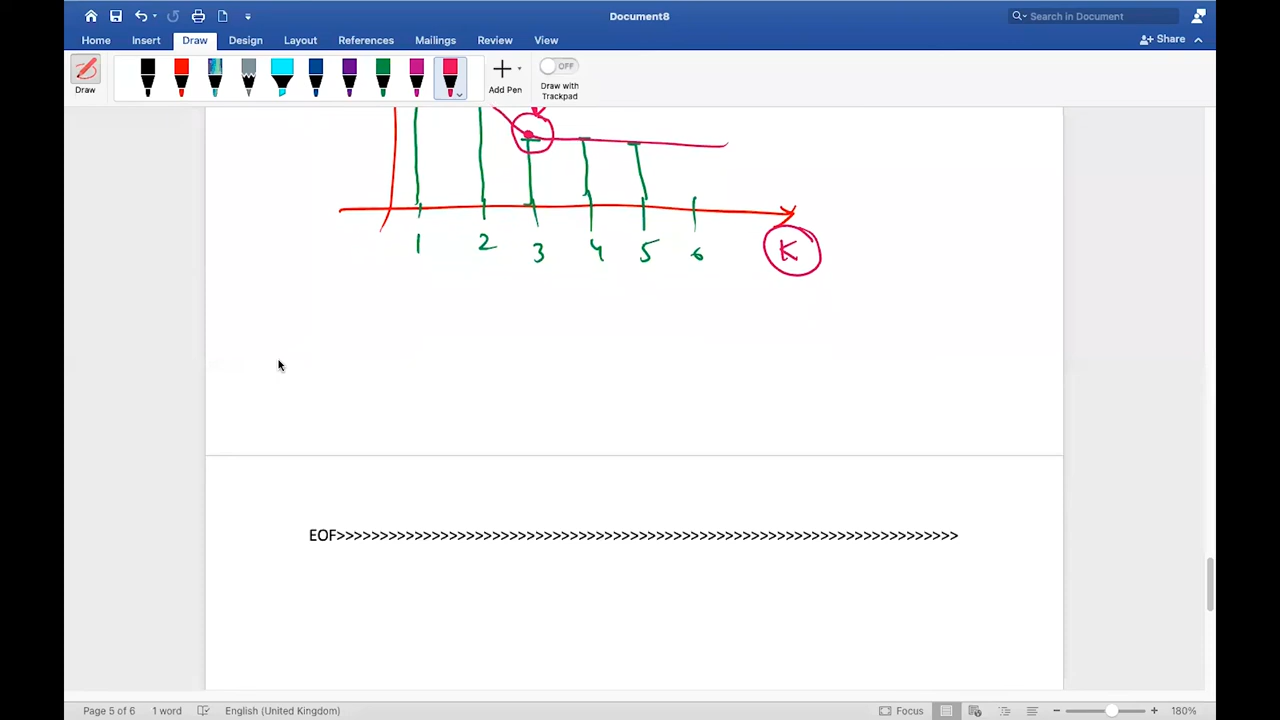 Document8
Search in Document
Home Insert Draw Design Layout References Mailings Review View
Share
OFF
Draw
Add Pen
Draw with
Trackpad
1 2 3 4 5 6 K
EOF>>>>>>>>>>>>>>>>>>>>>>>>>>>>>>>>>>>>>>>>>>>>>>>>>>>>>>>>>>>>>>>>>>>>>>>>
Page 5 of 6 1 word English (United Kingdom) Focus 180%